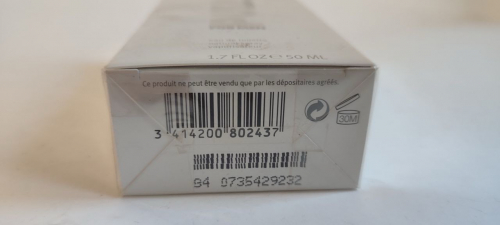 1.7 FL OZ • 50 ML
Ce produit ne peut être vendu que par les dépositaires agréés.
3 414200 802437
30M
B4 0735429232